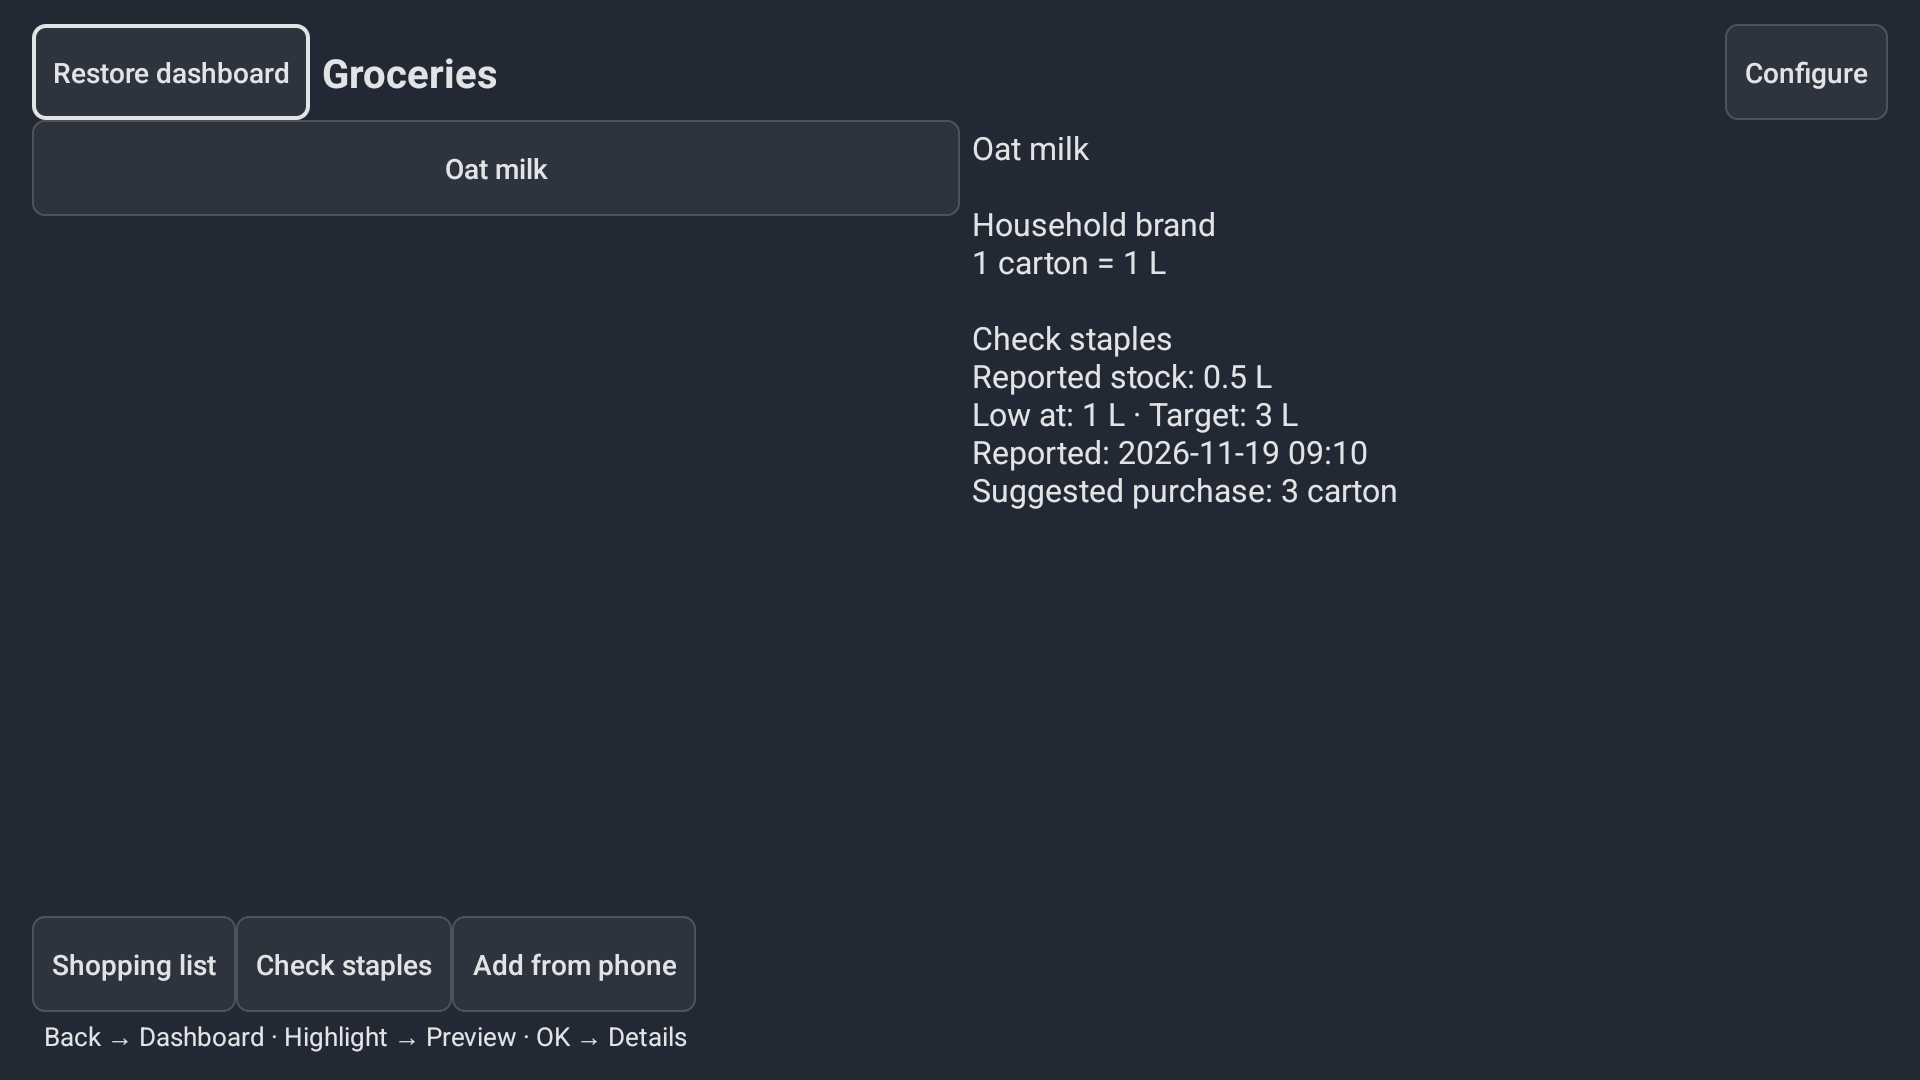 Restore dashboard
Groceries
Configure
Oat milk
Oat milk
Household brand
1 carton = 1 L
Check staples
Reported stock: 0.5 L
Low at: 1 L · Target: 3 L
Reported: 2026-11-19 09:10
Suggested purchase: 3 carton
Shopping list
Check staples
Add from phone
Back → Dashboard · Highlight → Preview · OK → Details